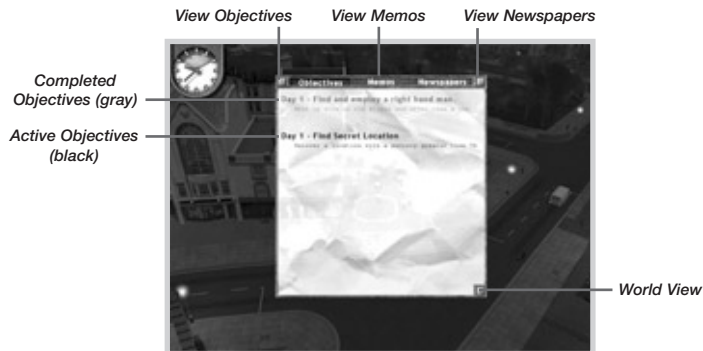 View Objectives
View Memos
View Newspapers
Objectives Memos Newspapers
Completed
Objectives (gray)
Day 1 - Find and employ a right hand man.
Active Objectives
(black)
Day 1 - Find Secret Location
World View